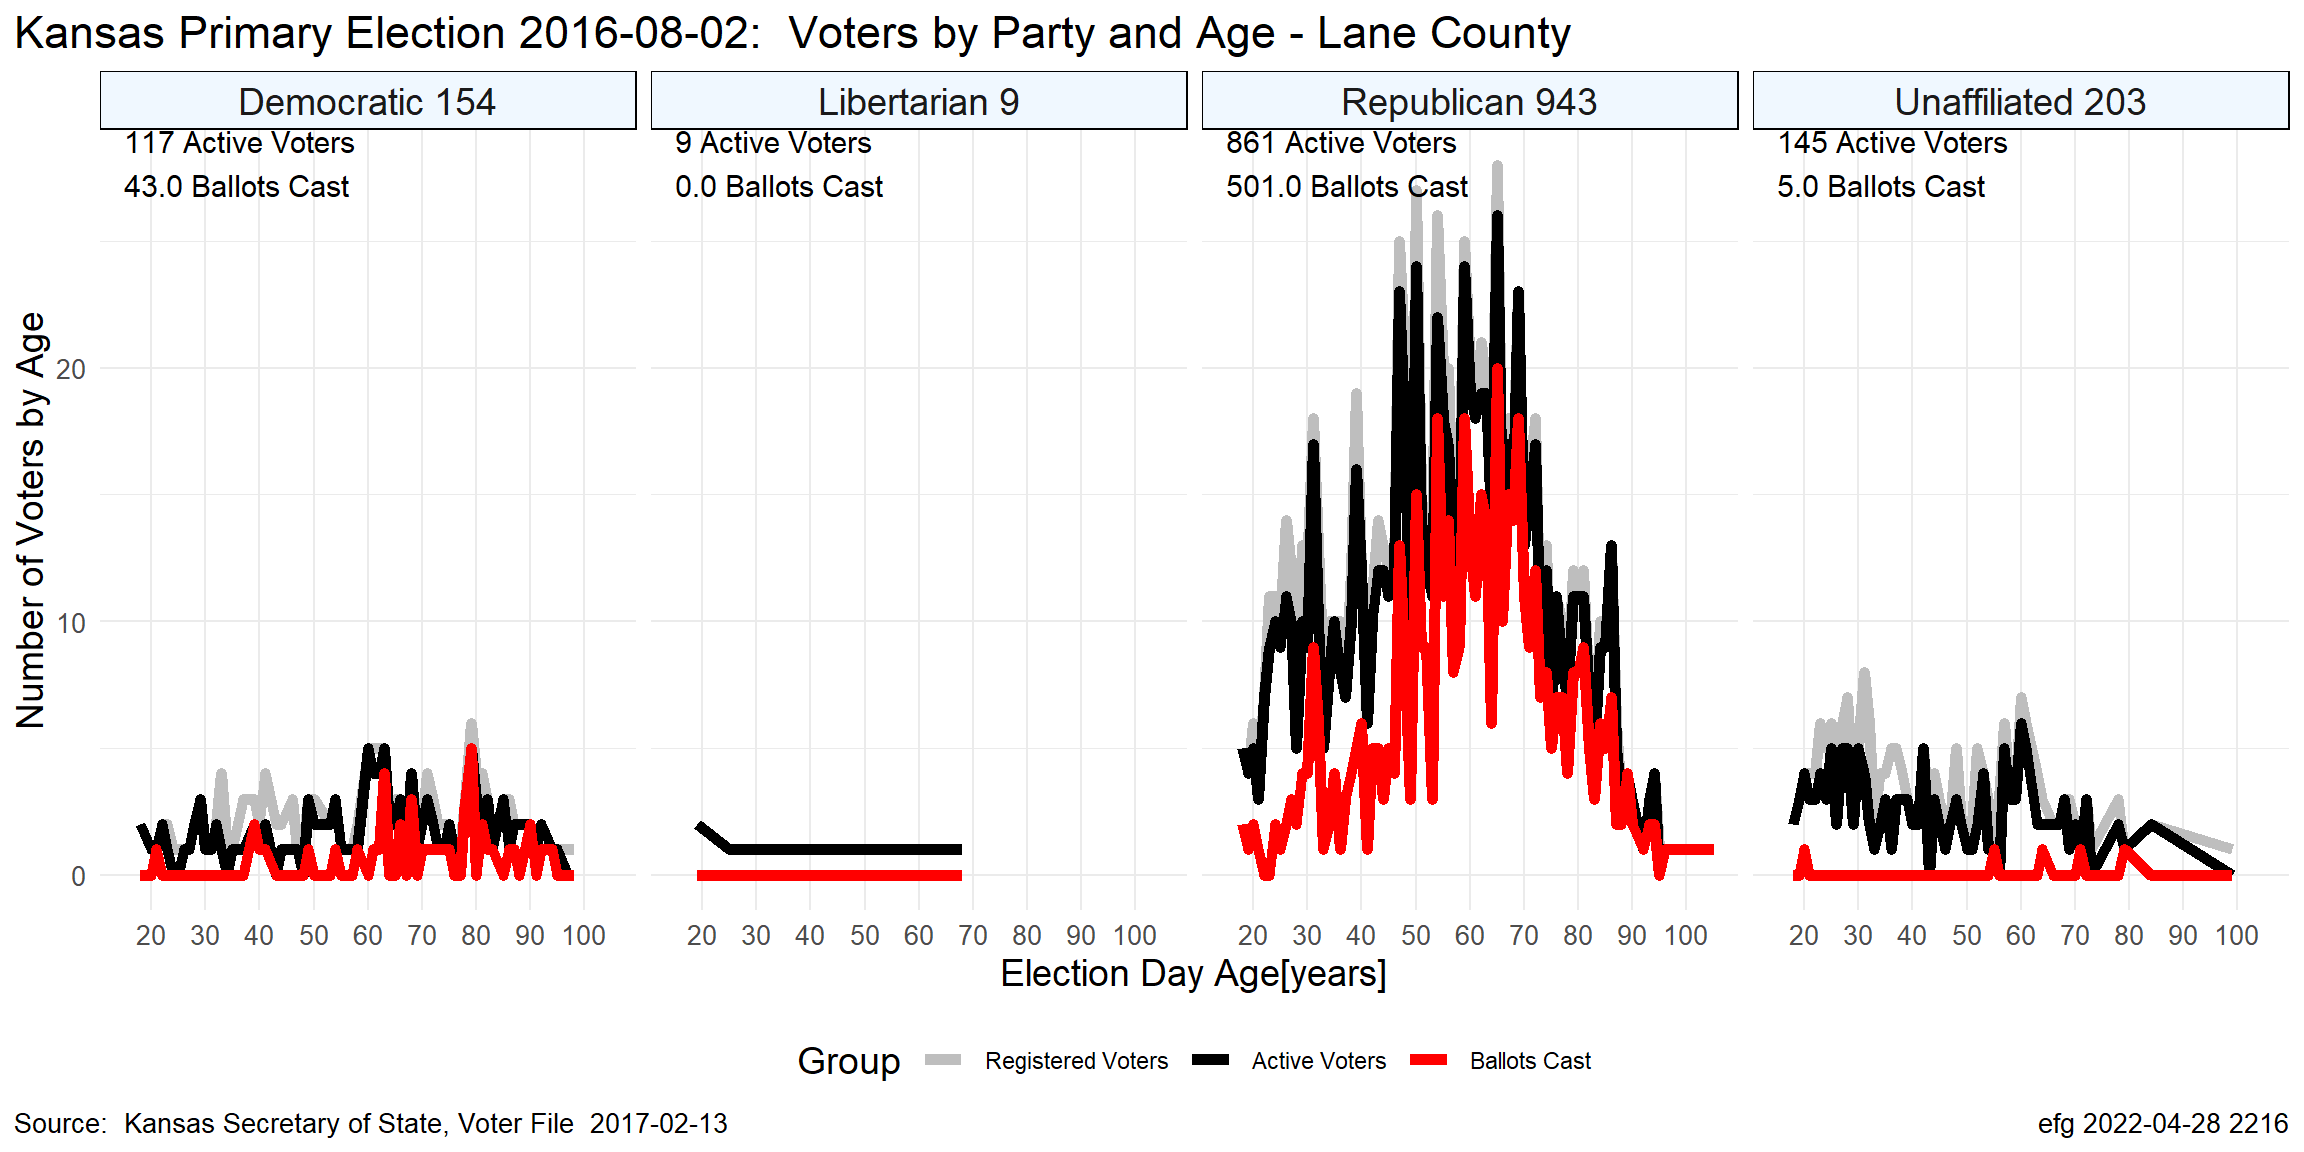 Kansas Primary Election 2016-08-02:  Voters by Party and Age - Lane County
Democratic 154
Libertarian 9
Republican 943
Unaffiliated 203
117 Active Voters
43.0 Ballots Cast
9 Active Voters
0.0 Ballots Cast
861 Active Voters
501.0 Ballots Cast
145 Active Voters
5.0 Ballots Cast
Number of Voters by Age
20
10
0
20 30 40 50 60 70 80 90 100
20 30 40 50 60 70 80 90 100
20 30 40 50 60 70 80 90 100
20 30 40 50 60 70 80 90 100
Election Day Age[years]
Group Registered Voters Active Voters Ballots Cast
Source:  Kansas Secretary of State, Voter File  2017-02-13
efg 2022-04-28 2216